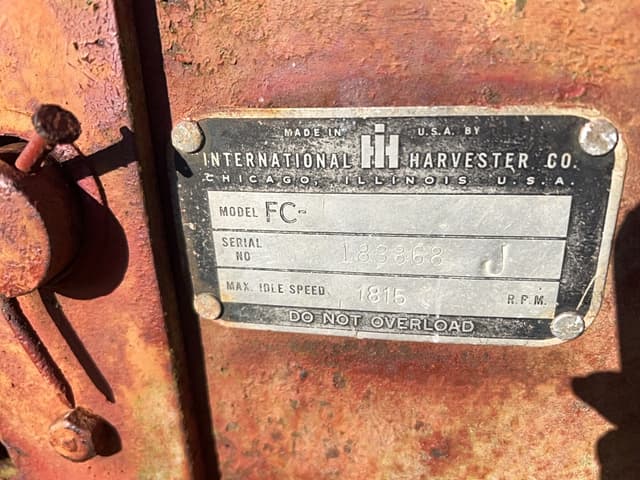 MADE IN U.S.A. BY
INTERNATIONAL IH HARVESTER CO.
CHICAGO, ILLINOIS U.S.A.
MODEL FC-
SERIAL NO 183868 J
MAX. IDLE SPEED 1815 R.P.M.
DO NOT OVERLOAD